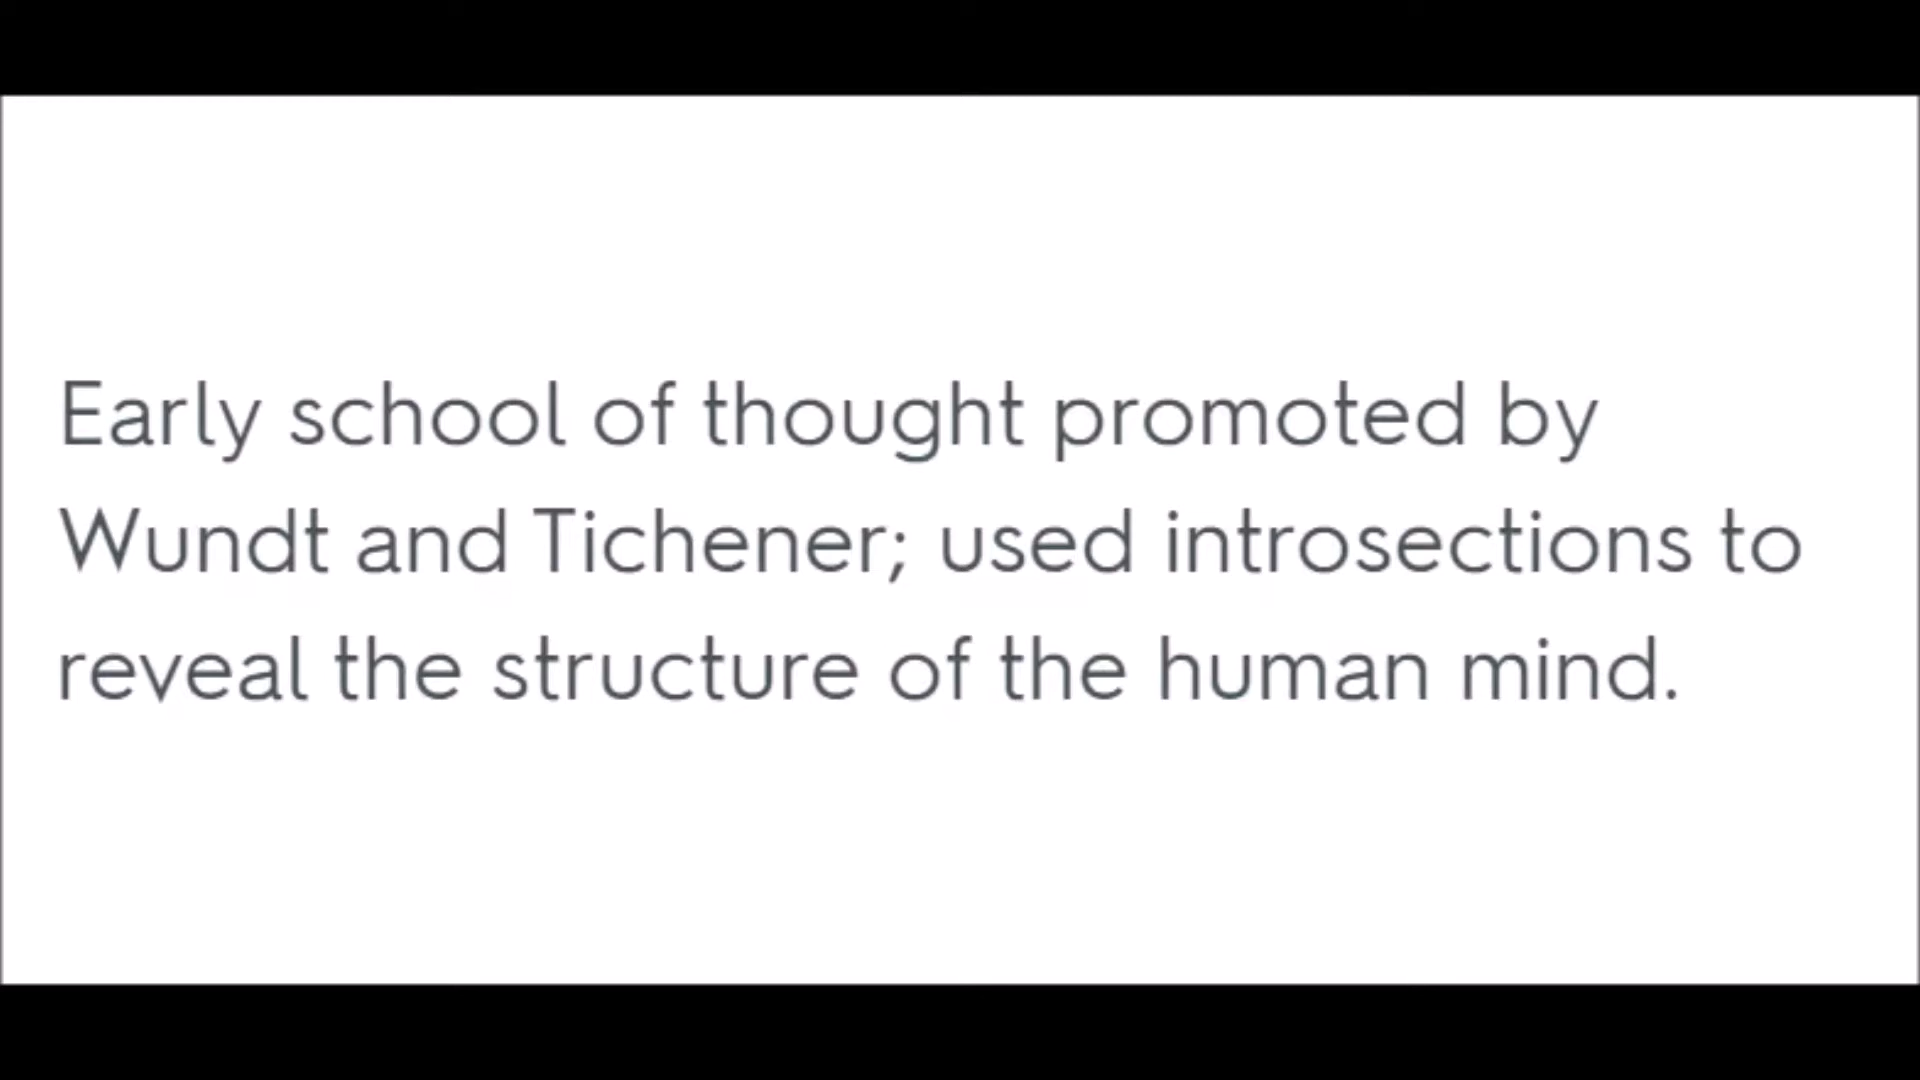 Early school of thought promoted by
Wundt and Tichener; used introsections to
reveal the structure of the human mind.